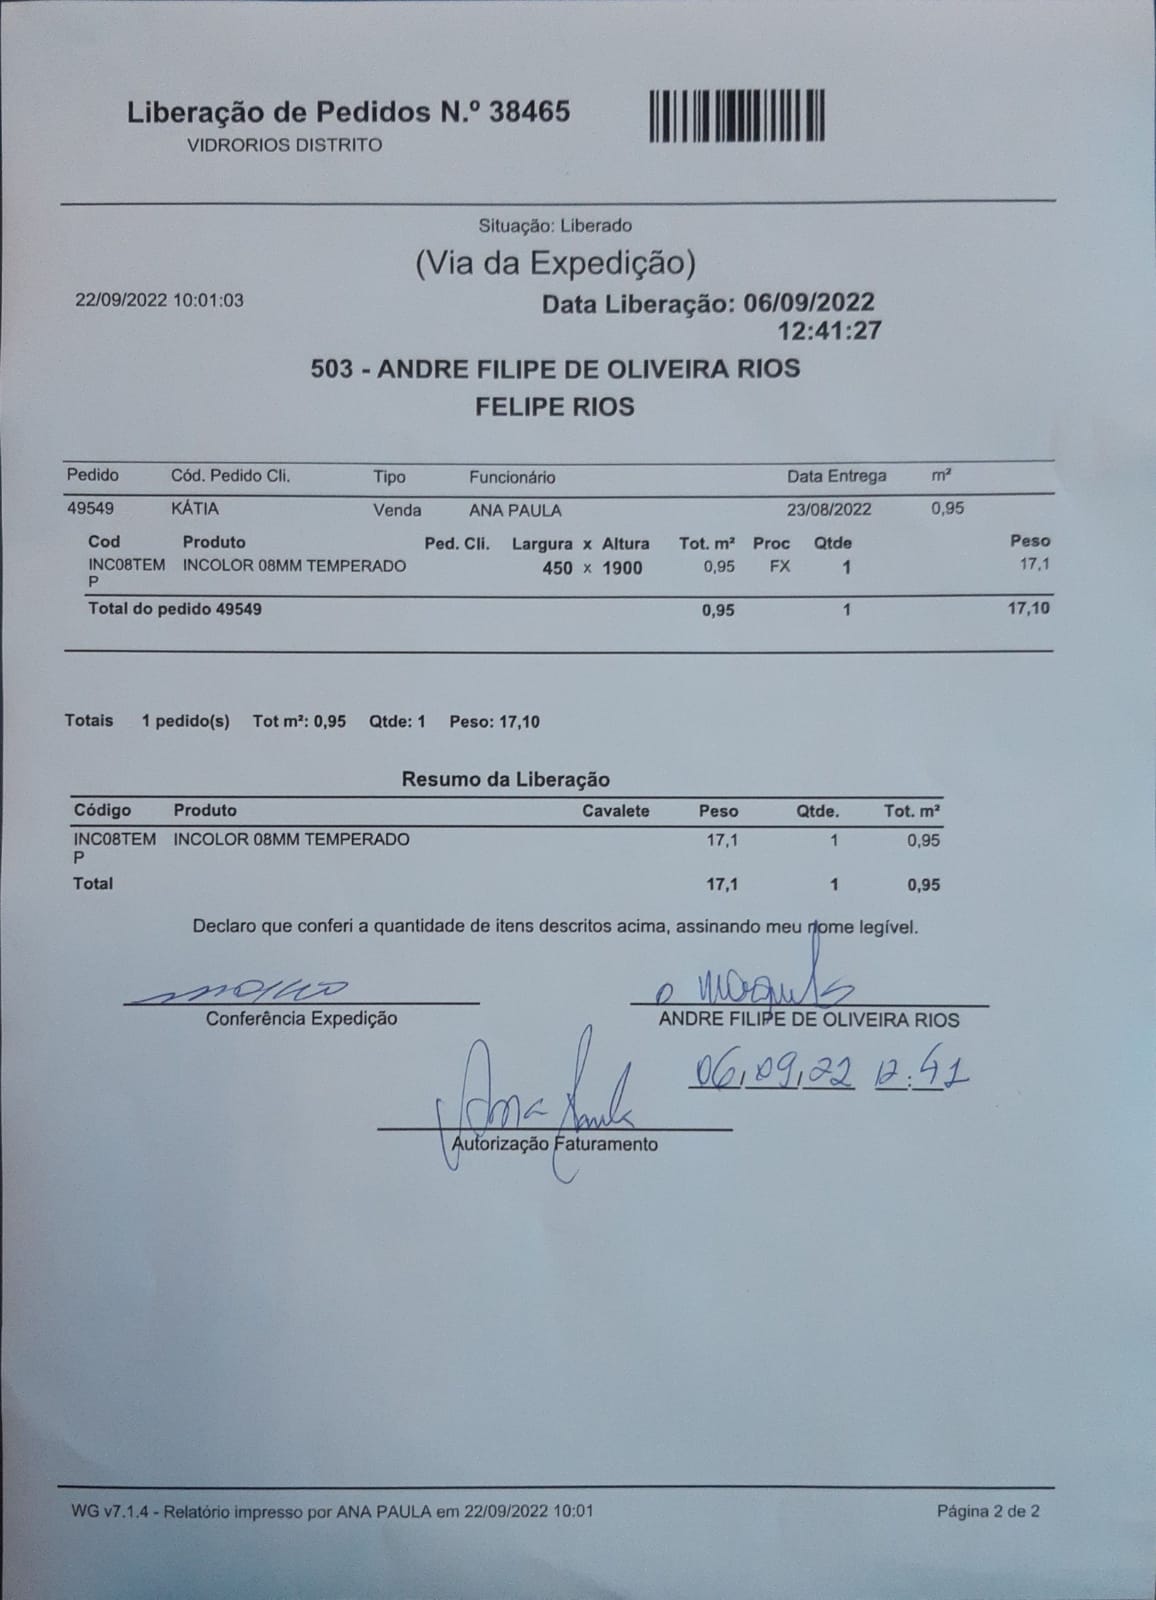 Liberação de Pedidos N.º 38465
VIDRORIOS DISTRITO
Situação: Liberado
(Via da Expedição)
22/09/2022 10:01:03
Data Liberação: 06/09/2022
12:41:27
503 - ANDRE FILIPE DE OLIVEIRA RIOS
FELIPE RIOS
Pedido Cód. Pedido Cli. Tipo Funcionário Data Entrega m²
49549 KÁTIA Venda ANA PAULA 23/08/2022 0,95
Cod Produto Ped. Cli. Largura x Altura Tot. m² Proc Qtde Peso
INC08TEM INCOLOR 08MM TEMPERADO 450 x 1900 0,95 FX 1 17,1
P
Total do pedido 49549 0,95 1 17,10
Totais 1 pedido(s) Tot m²: 0,95 Qtde: 1 Peso: 17,10
Resumo da Liberação
Código Produto Cavalete Peso Qtde. Tot. m²
INC08TEM INCOLOR 08MM TEMPERADO 17,1 1 0,95
P
Total 17,1 1 0,95
Declaro que conferi a quantidade de itens descritos acima, assinando meu nome legível.
Conferência Expedição
ANDRE FILIPE DE OLIVEIRA RIOS
06,09,22 12:41
Ana Paula
Autorização Faturamento
WG v7.1.4 - Relatório impresso por ANA PAULA em 22/09/2022 10:01
Página 2 de 2